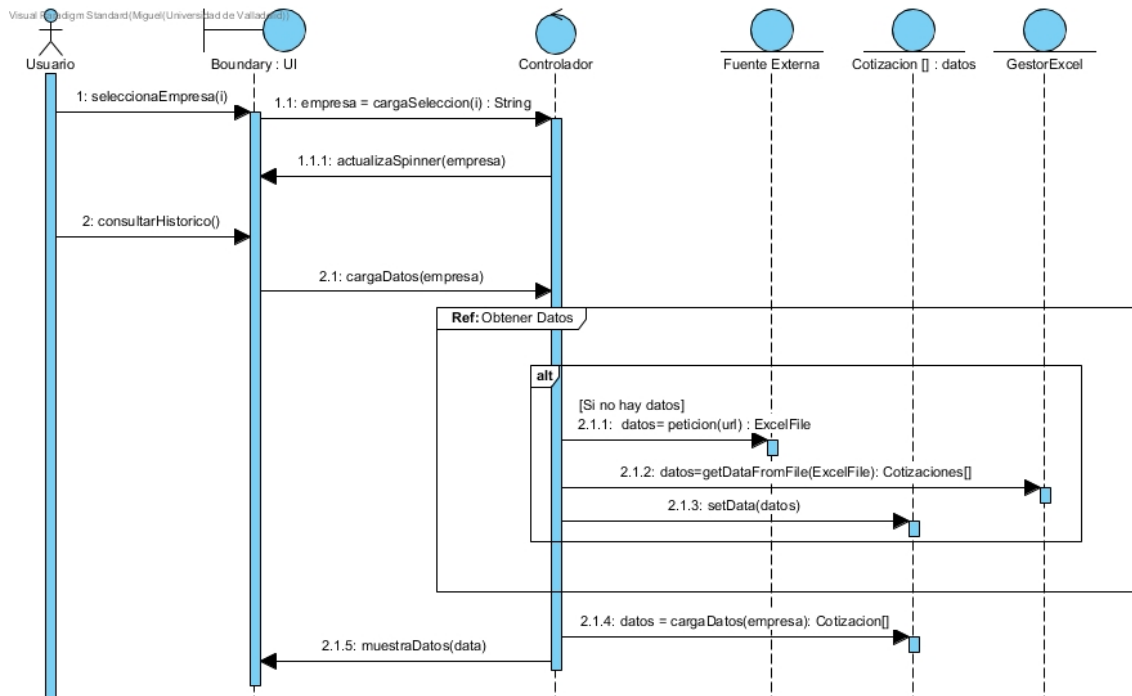 Visual Paradigm Standard(Miguel(Universidad de Valladolid))
Usuario
Boundary : UI
Controlador
Fuente Externa
Cotizacion [] : datos
GestorExcel
1: seleccionaEmpresa(i)
1.1: empresa = cargaSeleccion(i) : String
1.1.1: actualizaSpinner(empresa)
2: consultarHistorico()
2.1: cargaDatos(empresa)
Ref: Obtener Datos
alt
[Si no hay datos]
2.1.1: datos= peticion(url) : ExcelFile
2.1.2: datos=getDataFromFile(ExcelFile): Cotizaciones[]
2.1.3: setData(datos)
2.1.4: datos = cargaDatos(empresa): Cotizacion[]
2.1.5: muestraDatos(data)